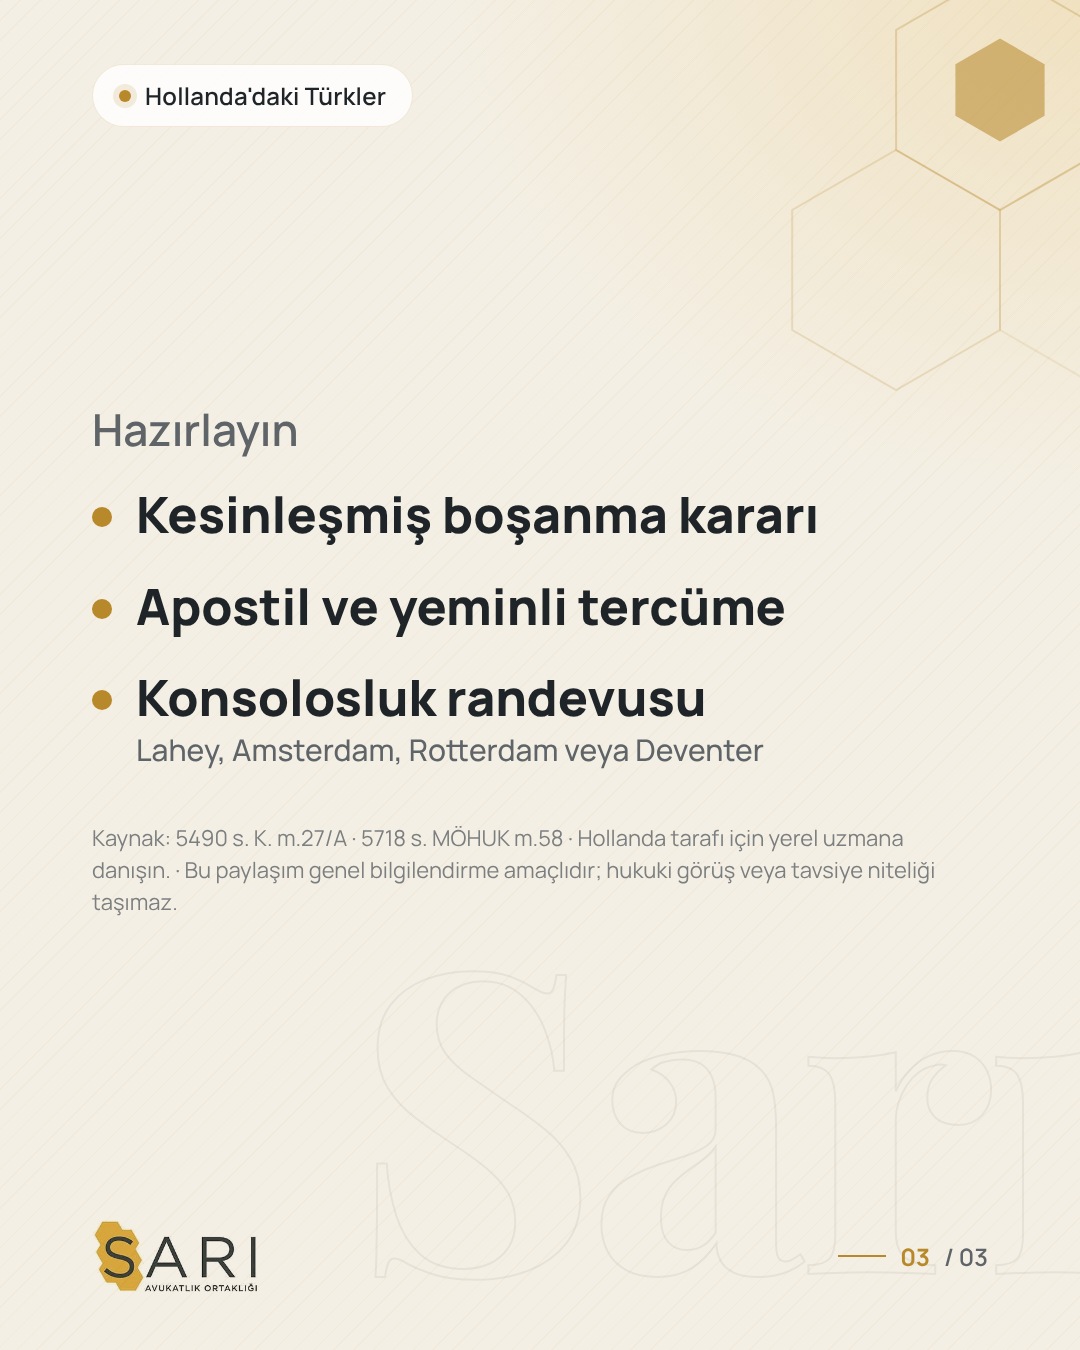 Hollanda'daki Türkler
Hazırlayın
Kesinleşmiş boşanma kararı
Apostil ve yeminli tercüme
Konsolosluk randevusu
Lahey, Amsterdam, Rotterdam veya Deventer
Kaynak: 5490 s. K. m.27/A · 5718 s. MÖHUK m.58 · Hollanda tarafı için yerel uzmana
danışın. · Bu paylaşım genel bilgilendirme amaçlıdır; hukuki görüş veya tavsiye niteliği
taşımaz.
Sarı
SARI
AVUKATLIK ORTAKLIĞI
03 / 03